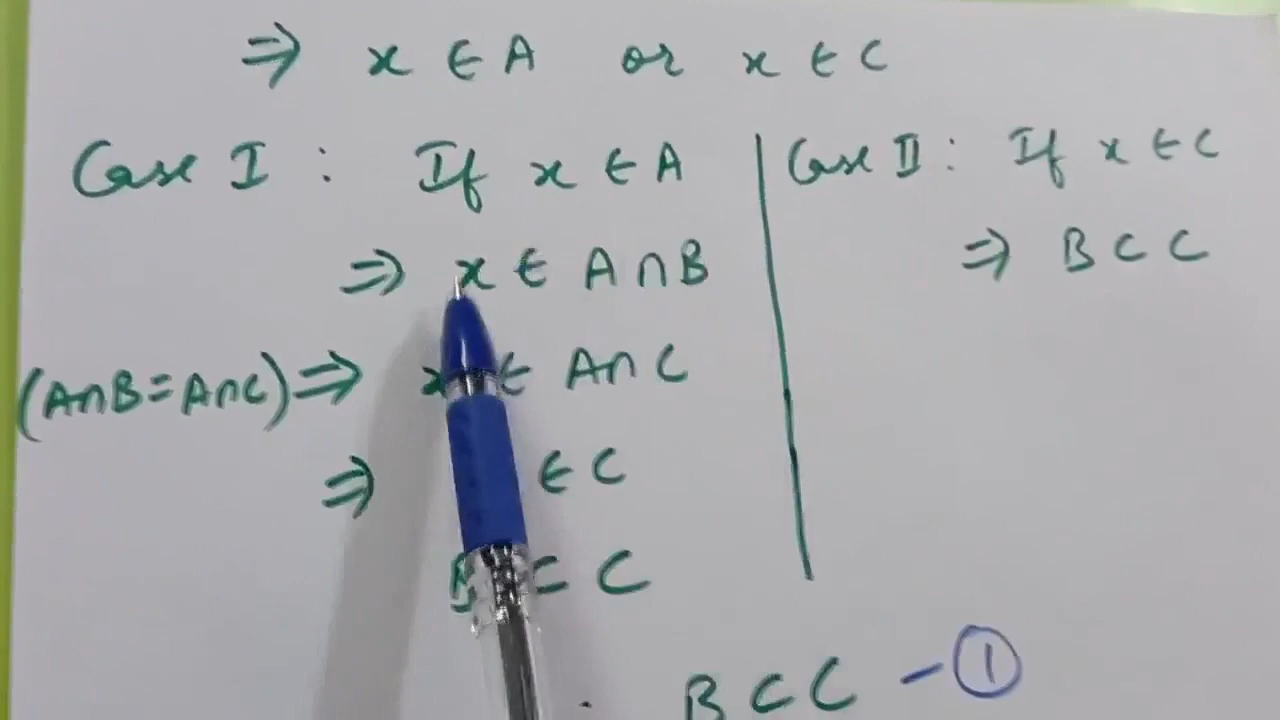 ⇒ x ∈ A or x ∈ C
Case I : If x ∈ A
⇒ x ∈ A∩B
(A∩B=A∩C) ⇒ x ∈ A∩C
⇒ ∈ C
B ⊂ C
Case II : If x ∈ C
⇒ B ⊂ C
B ⊂ C – ①